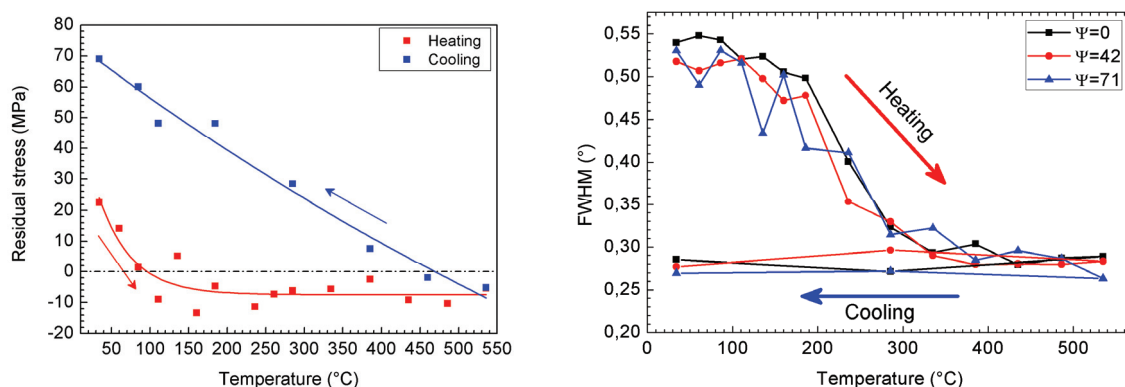 80
70
60
50
40
30
20
10
0
-10
-20
Residual stress (MPa)
Heating
Cooling
50 100 150 200 250 300 350 400 450 500 550
Temperature (°C)
0,55
0,50
0,45
0,40
0,35
0,30
0,25
0,20
FWHM (°)
Ψ=0
Ψ=42
Ψ=71
Heating
Cooling
0 100 200 300 400 500
Temperature (°C)